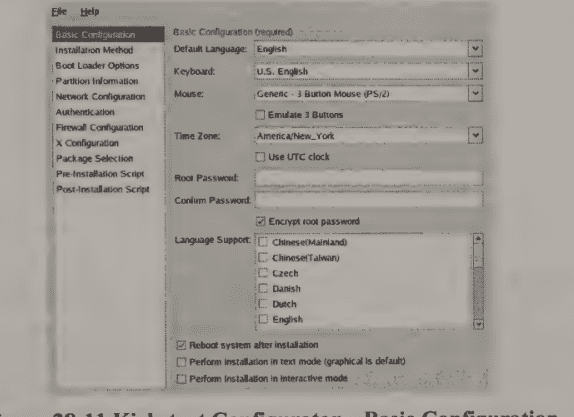 File Help
Basic Configuration
Installation Method
Boot Loader Options
Partition Information
Network Configuration
Authentication
Firewall Configuration
X Configuration
Package Selection
Pre-Installation Script
Post-Installation Script
Basic Configuration (required)
Default Language: English
Keyboard: U.S. English
Mouse: Generic - 3 Button Mouse (PS/2)
Emulate 3 Buttons
Time Zone: America/New_York
Use UTC clock
Root Password:
Confirm Password:
Encrypt root password
Language Support:
Chinese(Mainland)
Chinese(Taiwan)
Czech
Danish
Dutch
English
Reboot system after installation
Perform installation in text mode (graphical is default)
Perform installation in interactive mode
28-11 Kickstart Configurator – Basic Configuration